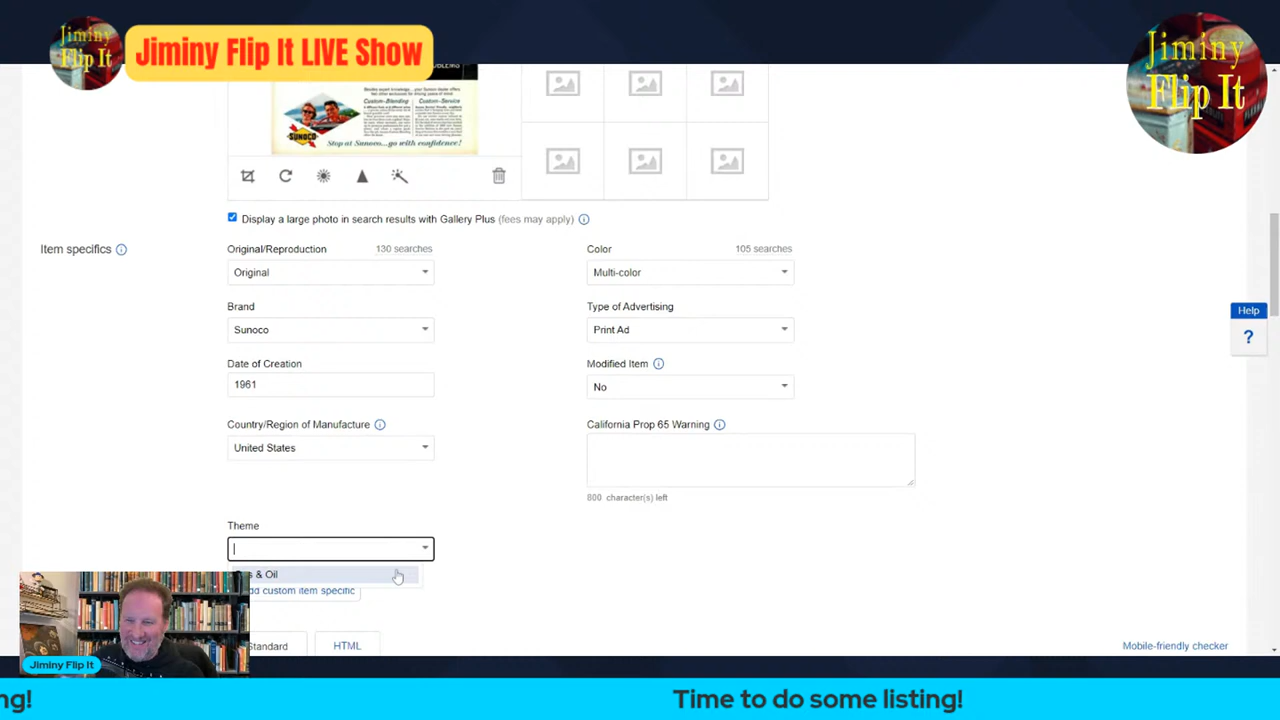 Jiminy Flip It
Jiminy Flip It LIVE Show
Jiminy Flip It
Custom-Blending
Custom-Service
SUNOCO
Stop at Sunoco...go with confidence!
Display a large photo in search results with Gallery Plus (fees may apply)
Item specifics
Original/Reproduction 130 searches
Original
Color 105 searches
Multi-color
Brand
Sunoco
Type of Advertising
Print Ad
Date of Creation
1961
Modified Item
No
Country/Region of Manufacture
United States
California Prop 65 Warning
800 character(s) left
Theme
& Oil
custom item specific
HTML
Mobile-friendly checker
Help
?
Jiminy Flip It
Time to do some listing!